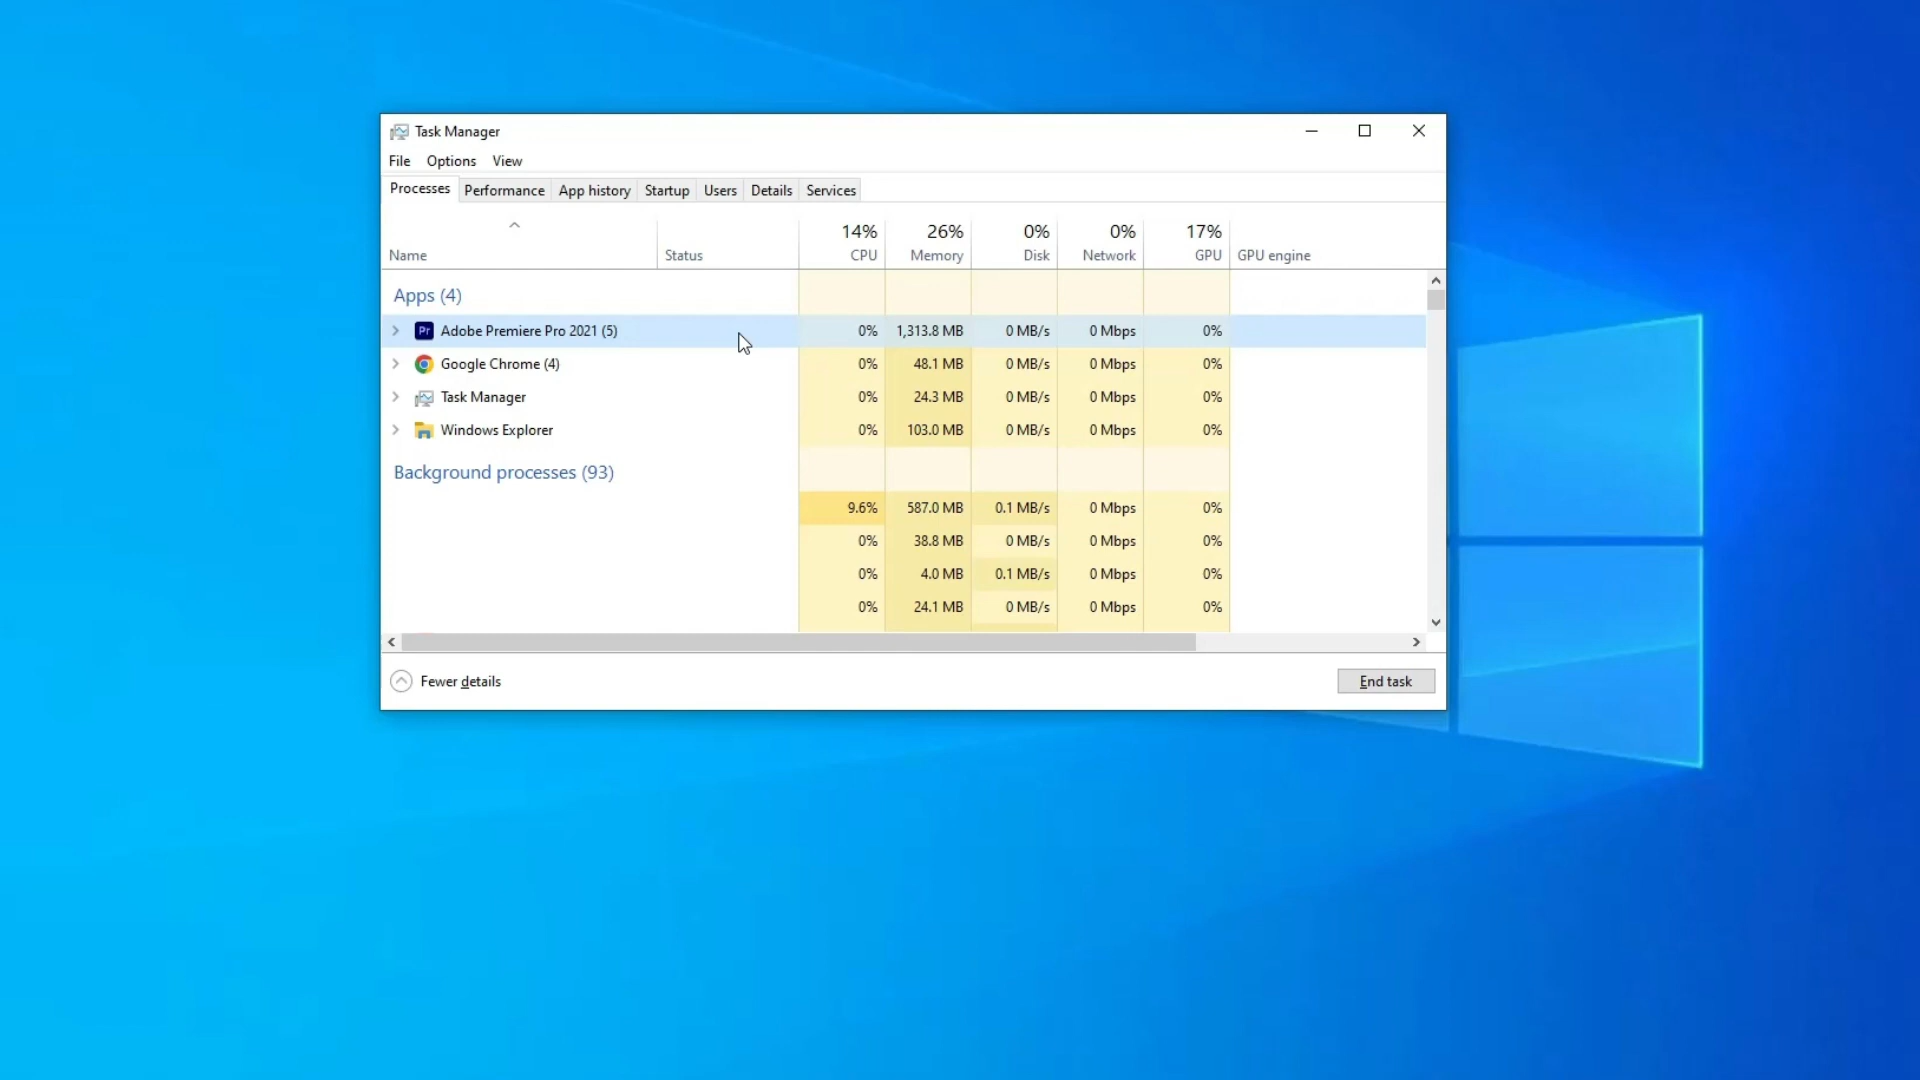 Task Manager
File Options View
Processes Performance App history Startup Users Details Services
14% 26% 0% 0% 17%
Name Status CPU Memory Disk Network GPU GPU engine
Apps (4)
Pr Adobe Premiere Pro 2021 (5) 0% 1,313.8 MB 0 MB/s 0 Mbps 0%
Google Chrome (4) 0% 48.1 MB 0 MB/s 0 Mbps 0%
Task Manager 0% 24.3 MB 0 MB/s 0 Mbps 0%
Windows Explorer 0% 103.0 MB 0 MB/s 0 Mbps 0%
Background processes (93)
9.6% 587.0 MB 0.1 MB/s 0 Mbps 0%
0% 38.8 MB 0 MB/s 0 Mbps 0%
0% 4.0 MB 0.1 MB/s 0 Mbps 0%
0% 24.1 MB 0 MB/s 0 Mbps 0%
Fewer details End task